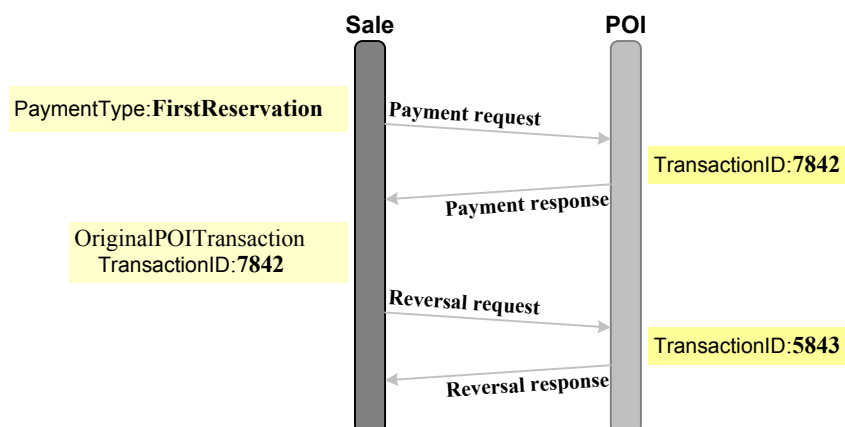 Sale
POI
PaymentType:FirstReservation
Payment request
TransactionID:7842
Payment response
OriginalPOITransaction
TransactionID:7842
Reversal request
TransactionID:5843
Reversal response